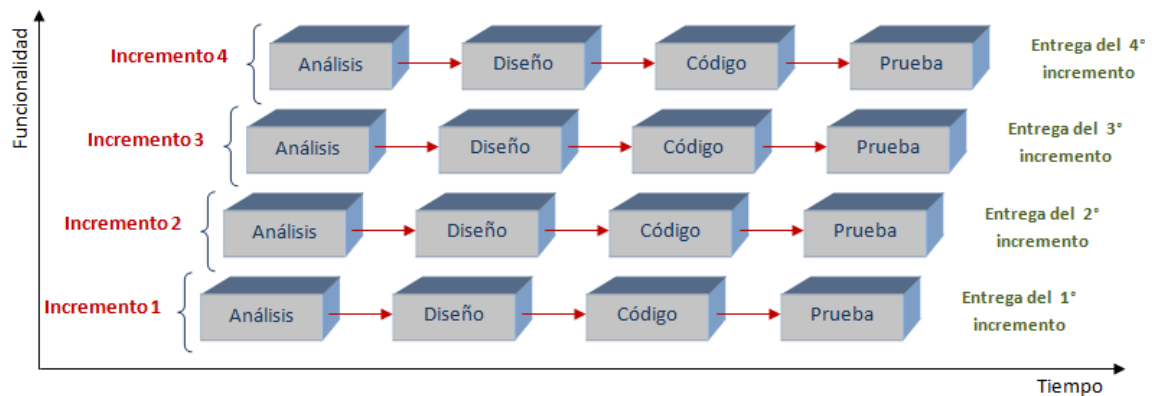 Funcionalidad
Incremento 4
Análisis
Diseño
Código
Prueba
Entrega del 4°
incremento
Incremento 3
Análisis
Diseño
Código
Prueba
Entrega del 3°
incremento
Incremento 2
Análisis
Diseño
Código
Prueba
Entrega del 2°
incremento
Incremento 1
Análisis
Diseño
Código
Prueba
Entrega del 1°
incremento
Tiempo